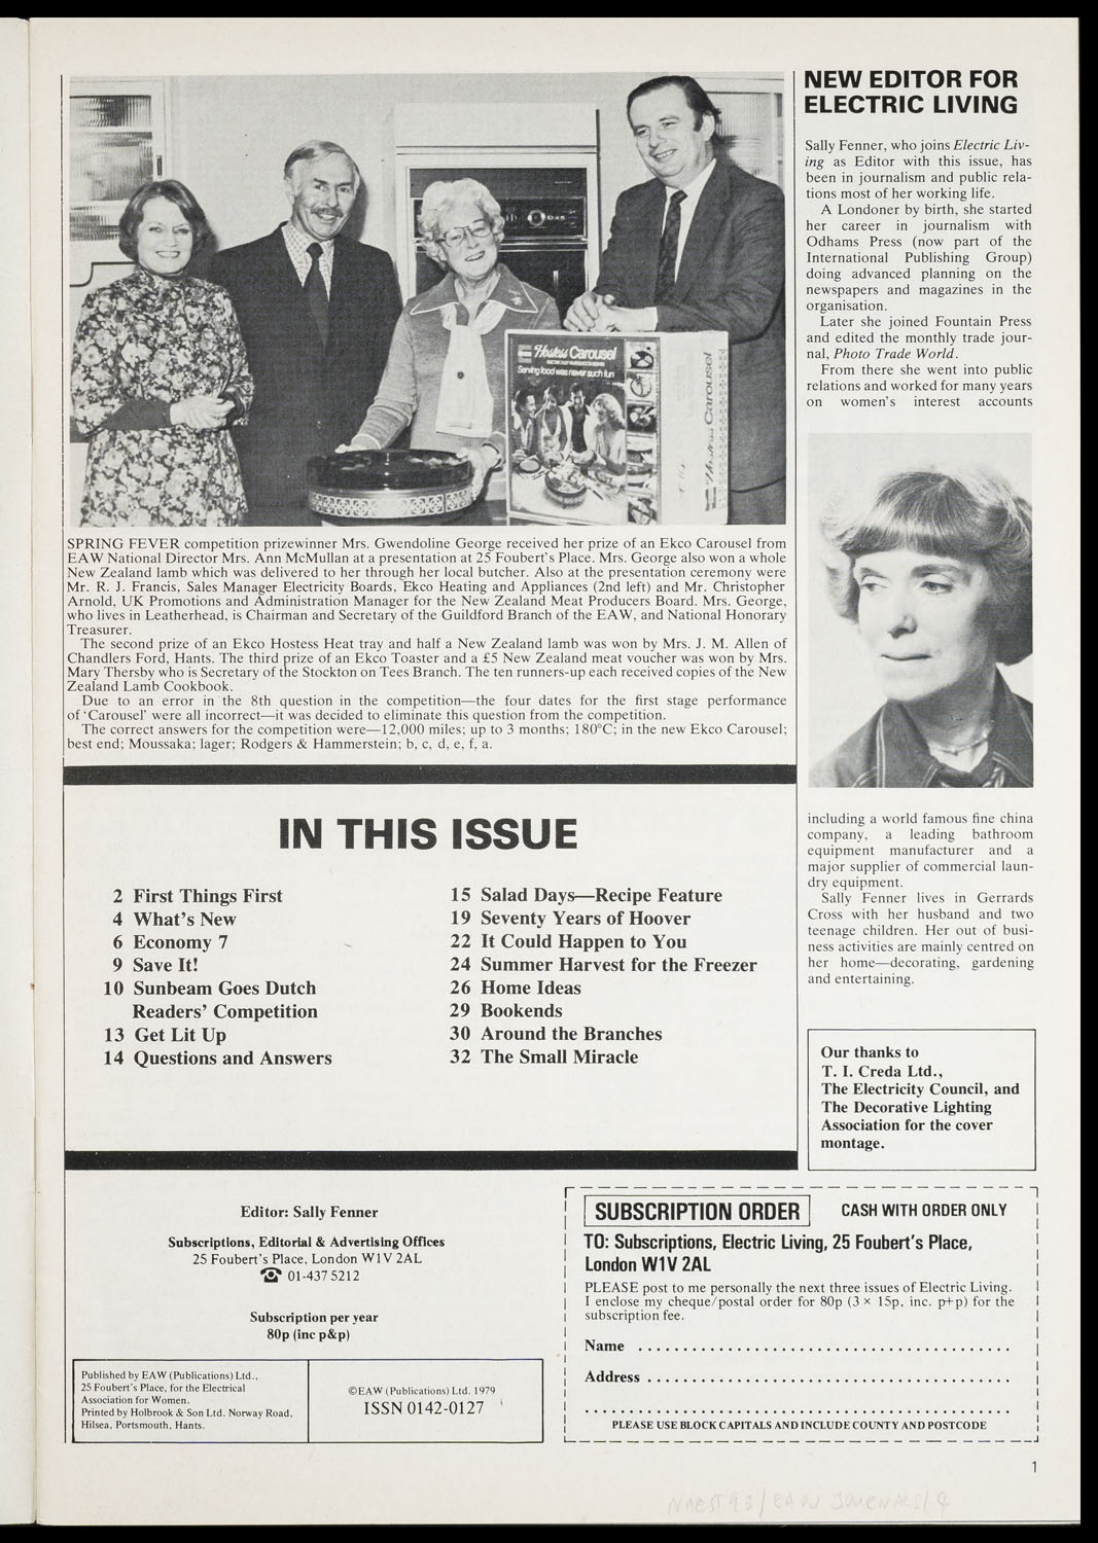 Hostess Carousel
Serving food was never such fun
Hostess Carousel
SPRING FEVER competition prizewinner Mrs. Gwendoline George received her prize of an Ekco Carousel from
EAW National Director Mrs. Ann McMullan at a presentation at 25 Foubert's Place. Mrs. George also won a whole
New Zealand lamb which was delivered to her through her local butcher. Also at the presentation ceremony were
Mr. R. J. Francis, Sales Manager Electricity Boards, Ekco Heating and Appliances (2nd left) and Mr. Christopher
Arnold, UK Promotions and Administration Manager for the New Zealand Meat Producers Board. Mrs. George,
who lives in Leatherhead, is Chairman and Secretary of the Guildford Branch of the EAW, and National Honorary
Treasurer.
The second prize of an Ekco Hostess Heat tray and half a New Zealand lamb was won by Mrs. J. M. Allen of
Chandlers Ford, Hants. The third prize of an Ekco Toaster and a £5 New Zealand meat voucher was won by Mrs.
Mary Thersby who is Secretary of the Stockton on Tees Branch. The ten runners-up each received copies of the New
Zealand Lamb Cookbook.
Due to an error in the 8th question in the competition—the four dates for the first stage performance
of 'Carousel' were all incorrect—it was decided to eliminate this question from the competition.
The correct answers for the competition were—12,000 miles; up to 3 months; 180°C; in the new Ekco Carousel;
best end; Moussaka; lager; Rodgers & Hammerstein; b, c, d, e, f, a.
NEW EDITOR FOR
ELECTRIC LIVING
Sally Fenner, who joins Electric Liv-
ing as Editor with this issue, has
been in journalism and public rela-
tions most of her working life.
A Londoner by birth, she started
her career in journalism with
Odhams Press (now part of the
International Publishing Group)
doing advanced planning on the
newspapers and magazines in the
organisation.
Later she joined Fountain Press
and edited the monthly trade jour-
nal, Photo Trade World.
From there she went into public
relations and worked for many years
on women's interest accounts
including a world famous fine china
company, a leading bathroom
equipment manufacturer and a
major supplier of commercial laun-
dry equipment.
Sally Fenner lives in Gerrards
Cross with her husband and two
teenage children. Her out of busi-
ness activities are mainly centred on
her home—decorating, gardening
and entertaining.
Our thanks to
T. I. Creda Ltd.,
The Electricity Council, and
The Decorative Lighting
Association for the cover
montage.
IN THIS ISSUE
2 First Things First
4 What's New
6 Economy 7
9 Save It!
10 Sunbeam Goes Dutch
Readers' Competition
13 Get Lit Up
14 Questions and Answers
15 Salad Days—Recipe Feature
19 Seventy Years of Hoover
22 It Could Happen to You
24 Summer Harvest for the Freezer
26 Home Ideas
29 Bookends
30 Around the Branches
32 The Small Miracle
Editor: Sally Fenner
Subscriptions, Editorial & Advertising Offices
25 Foubert's Place, London W1V 2AL
☎ 01-437 5212
Subscription per year
80p (inc p&p)
Published by EAW (Publications) Ltd.,
25 Foubert's Place, for the Electrical
Association for Women.
Printed by Holbrook & Son Ltd. Norway Road,
Hilsea, Portsmouth, Hants.
©EAW (Publications) Ltd. 1979
ISSN 0142-0127
SUBSCRIPTION ORDER CASH WITH ORDER ONLY
TO: Subscriptions, Electric Living, 25 Foubert's Place,
London W1V 2AL
PLEASE post to me personally the next three issues of Electric Living.
I enclose my cheque/postal order for 80p (3 × 15p, inc. p+p) for the
subscription fee.
Name
Address
PLEASE USE BLOCK CAPITALS AND INCLUDE COUNTY AND POSTCODE
1
NAEST 93/EAW JOURNALS/4